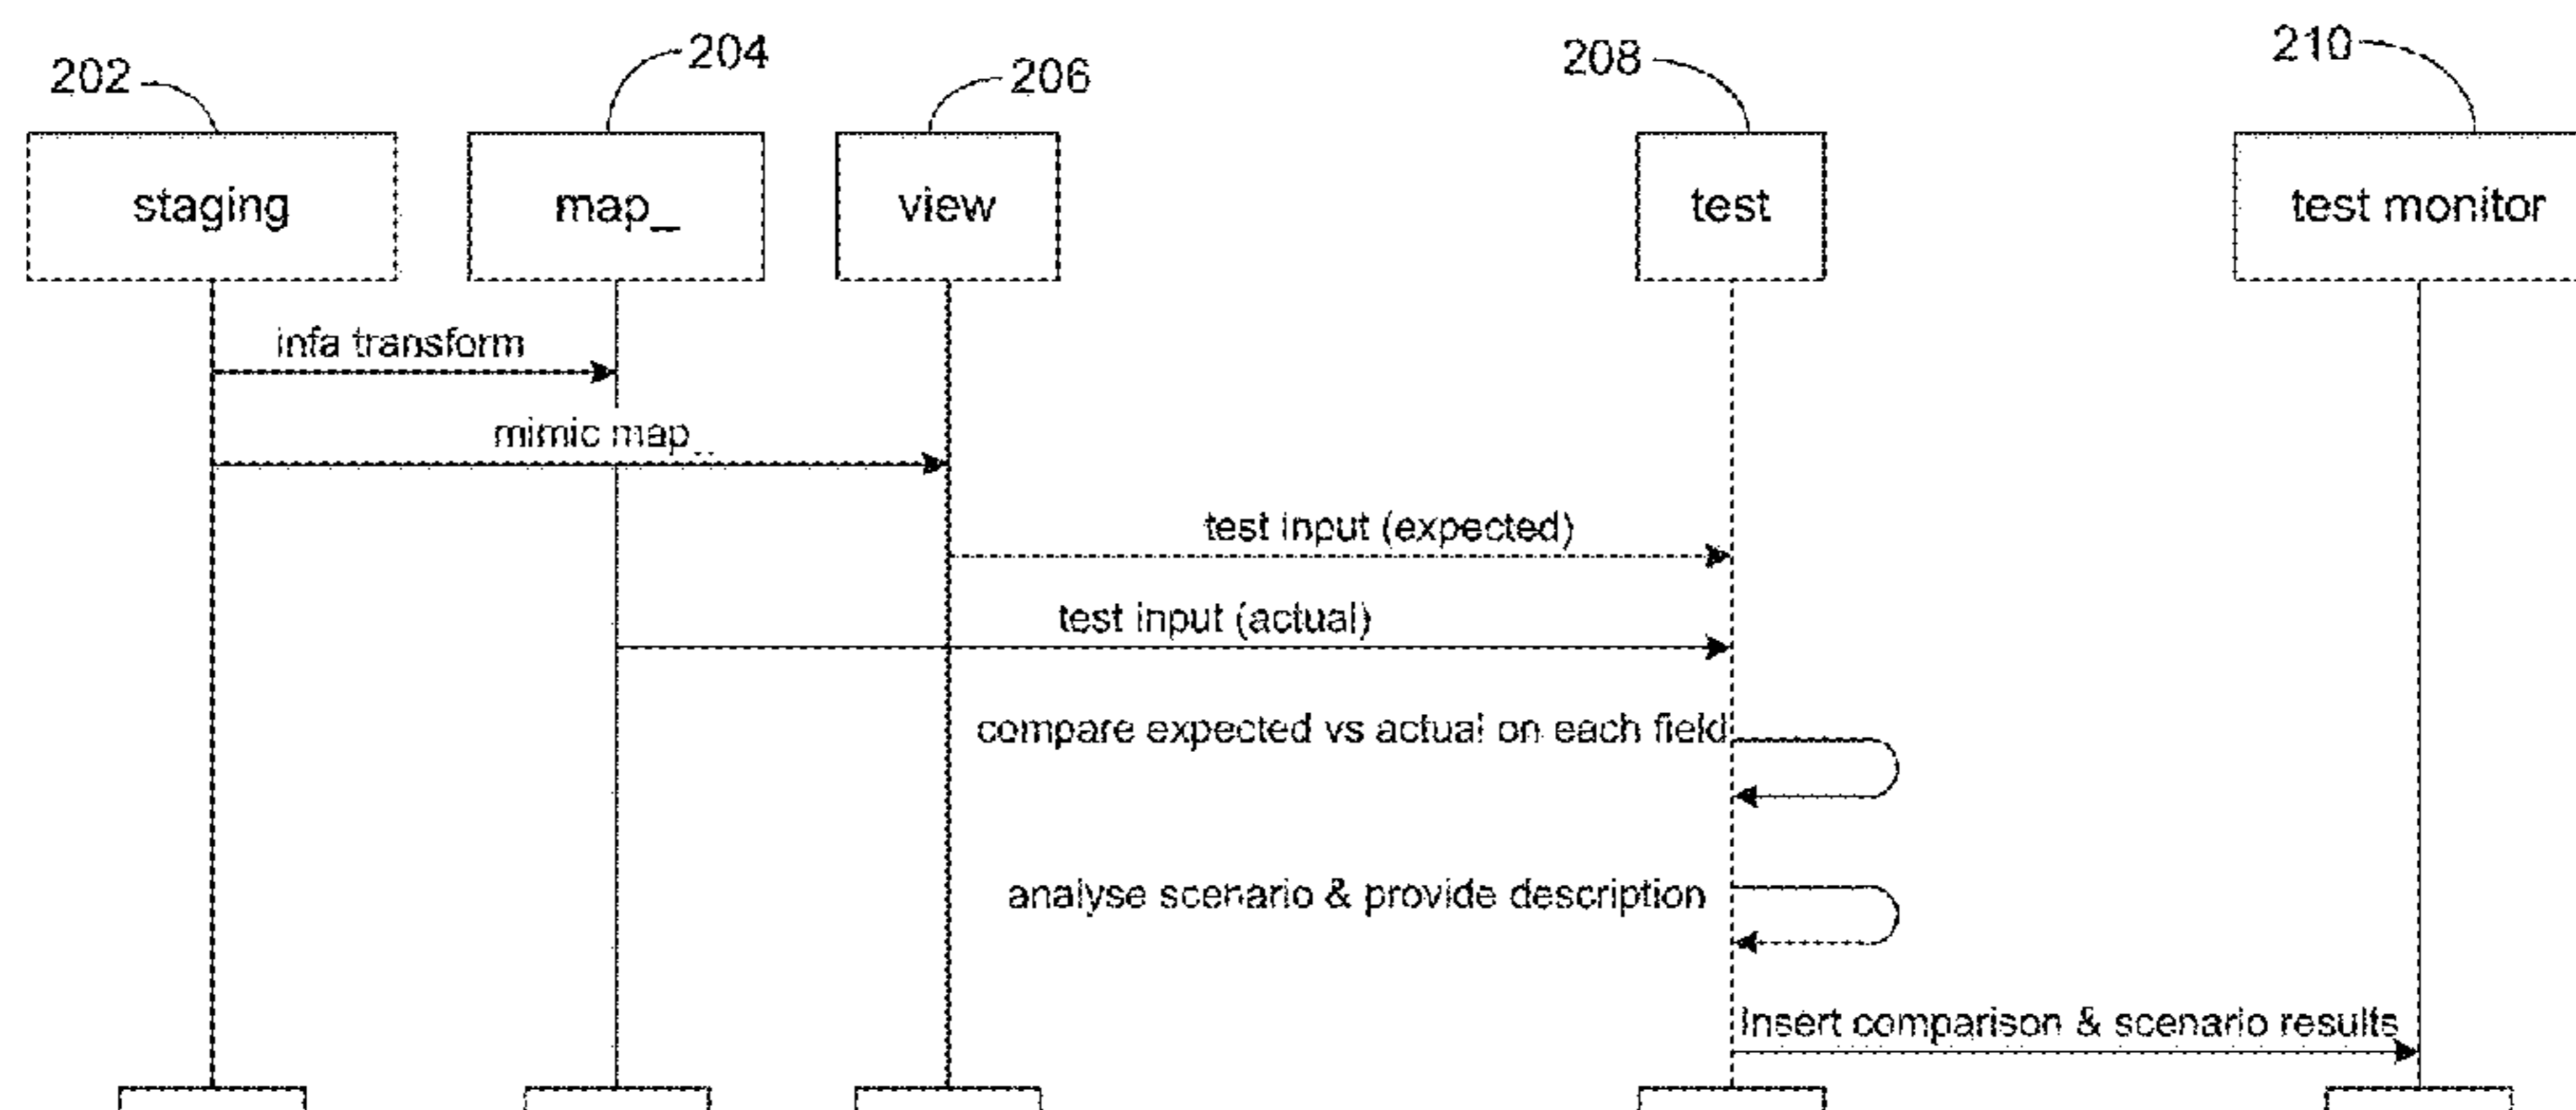 202
204
206
208
210
staging
map_
view
test
test monitor
infa transform
mimic map_
test input (expected)
test input (actual)
compare expected vs actual on each field
analyse scenario & provide description
Insert comparison & scenario results